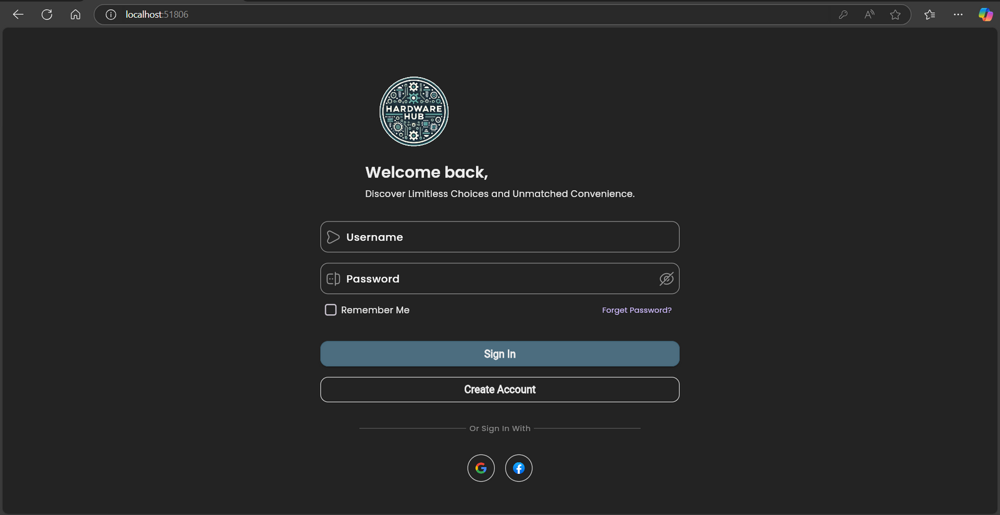 localhost:51806
HARDWARE
HUB
Welcome back,
Discover Limitless Choices and Unmatched Convenience.
Username
Password
Remember Me
Forget Password?
Sign In
Create Account
Or Sign In With